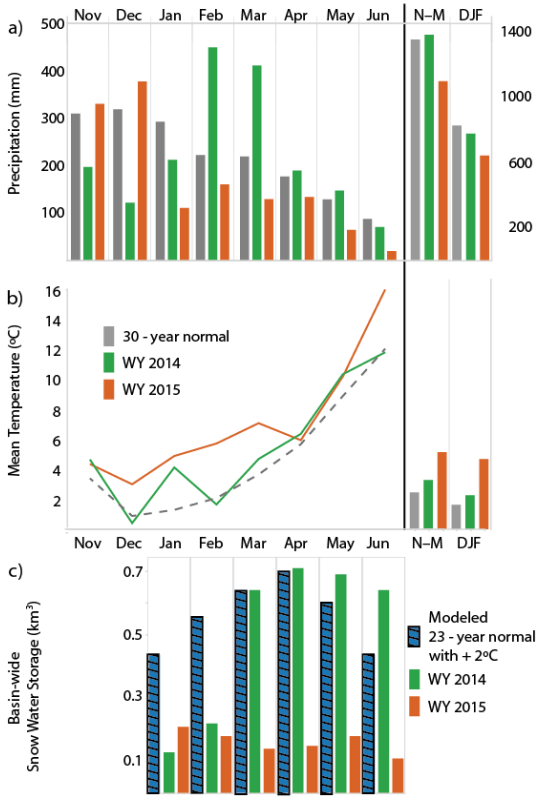 a)
Nov Dec Jan Feb Mar Apr May Jun N–M DJF
500
400
300
200
100
Precipitation (mm)
1400
1000
600
200
b)
16
14
12
10
8
6
4
2
Mean Temperature (ºC)
30 - year normal
WY 2014
WY 2015
Nov Dec Jan Feb Mar Apr May Jun N–M DJF
c)
0.7
0.5
0.3
0.1
Basin-wide
Snow Water Storage (km³)
Modeled
23 - year normal
with + 2ºC
WY 2014
WY 2015